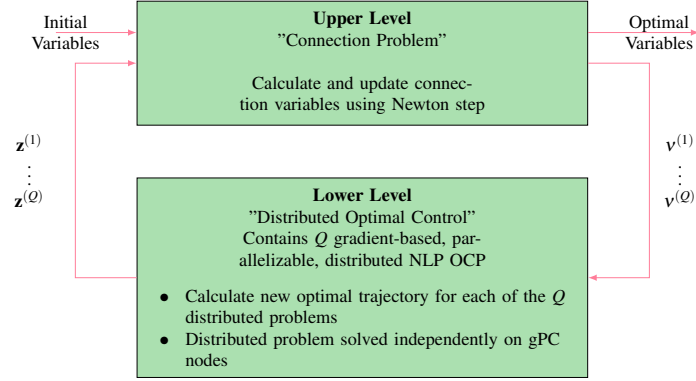 Initial
Variables
Upper Level
”Connection Problem”
Calculate and update connec-
tion variables using Newton step
Optimal
Variables
z(1)
⋮
z(Q)
ν(1)
⋮
ν(Q)
Lower Level
”Distributed Optimal Control”
Contains Q gradient-based, par-
allelizable, distributed NLP OCP
● Calculate new optimal trajectory for each of the Q
distributed problems
● Distributed problem solved independently on gPC
nodes